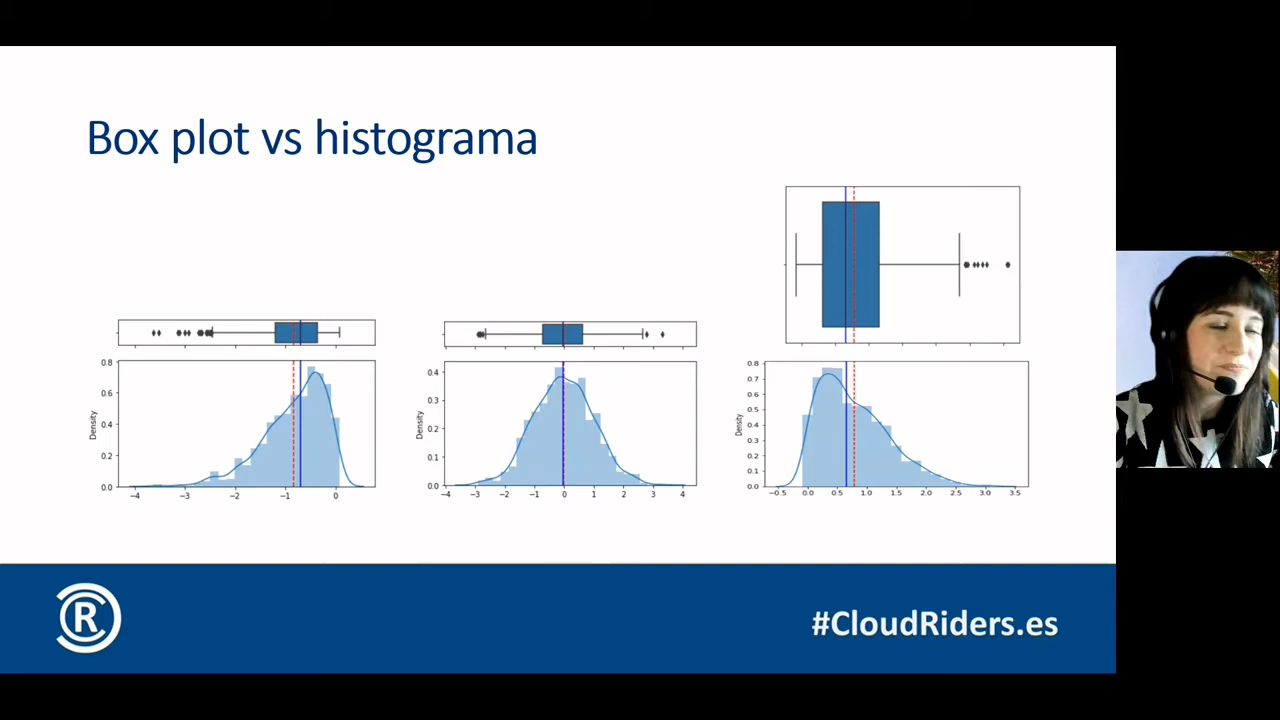 Box plot vs histograma
0.8
0.6
0.4
0.2
0.0
Density
−4 −3 −2 −1 0
0.4
0.3
0.2
0.1
0.0
Density
−4 −3 −2 −1 0 1 2 3 4
0.8
0.7
0.6
0.5
0.4
0.3
0.2
0.1
0.0
Density
−0.5 0.0 0.5 1.0 1.5 2.0 2.5 3.0 3.5
R
#CloudRiders.es